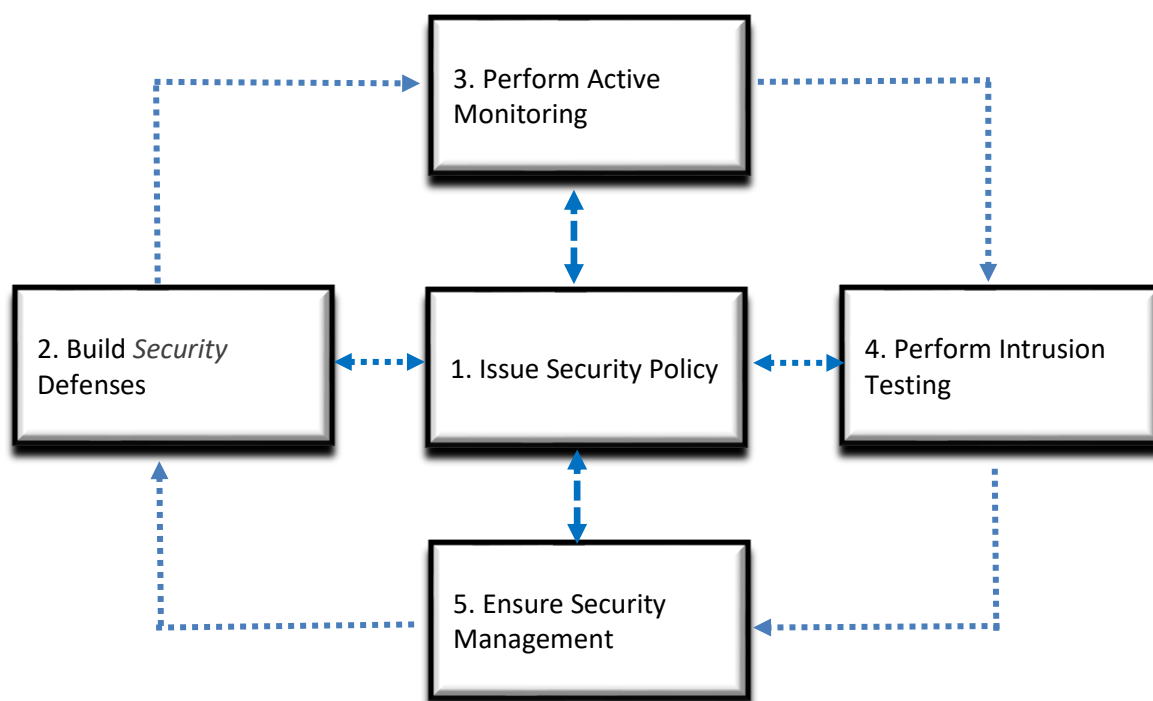 3. Perform Active
Monitoring
2. Build Security
Defenses
1. Issue Security Policy
4. Perform Intrusion
Testing
5. Ensure Security
Management